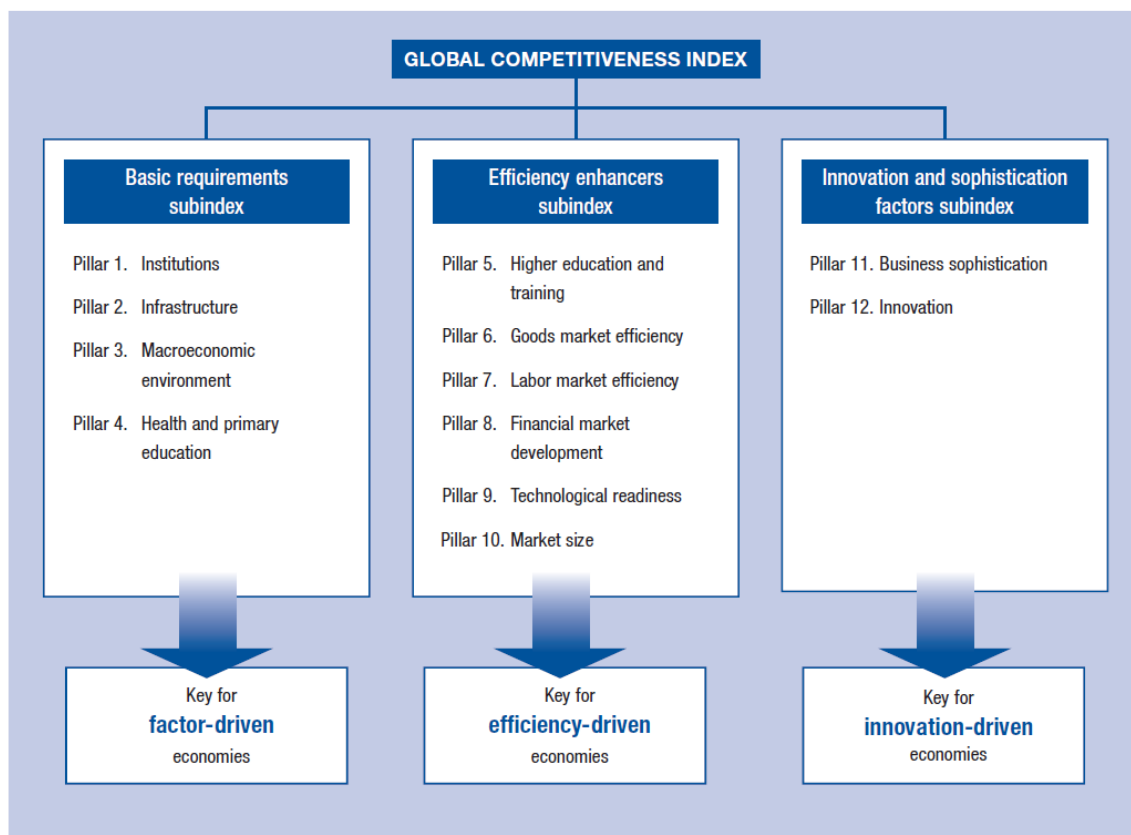 GLOBAL COMPETITIVENESS INDEX
Basic requirements
subindex
Pillar 1. Institutions
Pillar 2. Infrastructure
Pillar 3. Macroeconomic
environment
Pillar 4. Health and primary
education
Key for
factor-driven
economies
Efficiency enhancers
subindex
Pillar 5. Higher education and
training
Pillar 6. Goods market efficiency
Pillar 7. Labor market efficiency
Pillar 8. Financial market
development
Pillar 9. Technological readiness
Pillar 10. Market size
Key for
efficiency-driven
economies
Innovation and sophistication
factors subindex
Pillar 11. Business sophistication
Pillar 12. Innovation
Key for
innovation-driven
economies